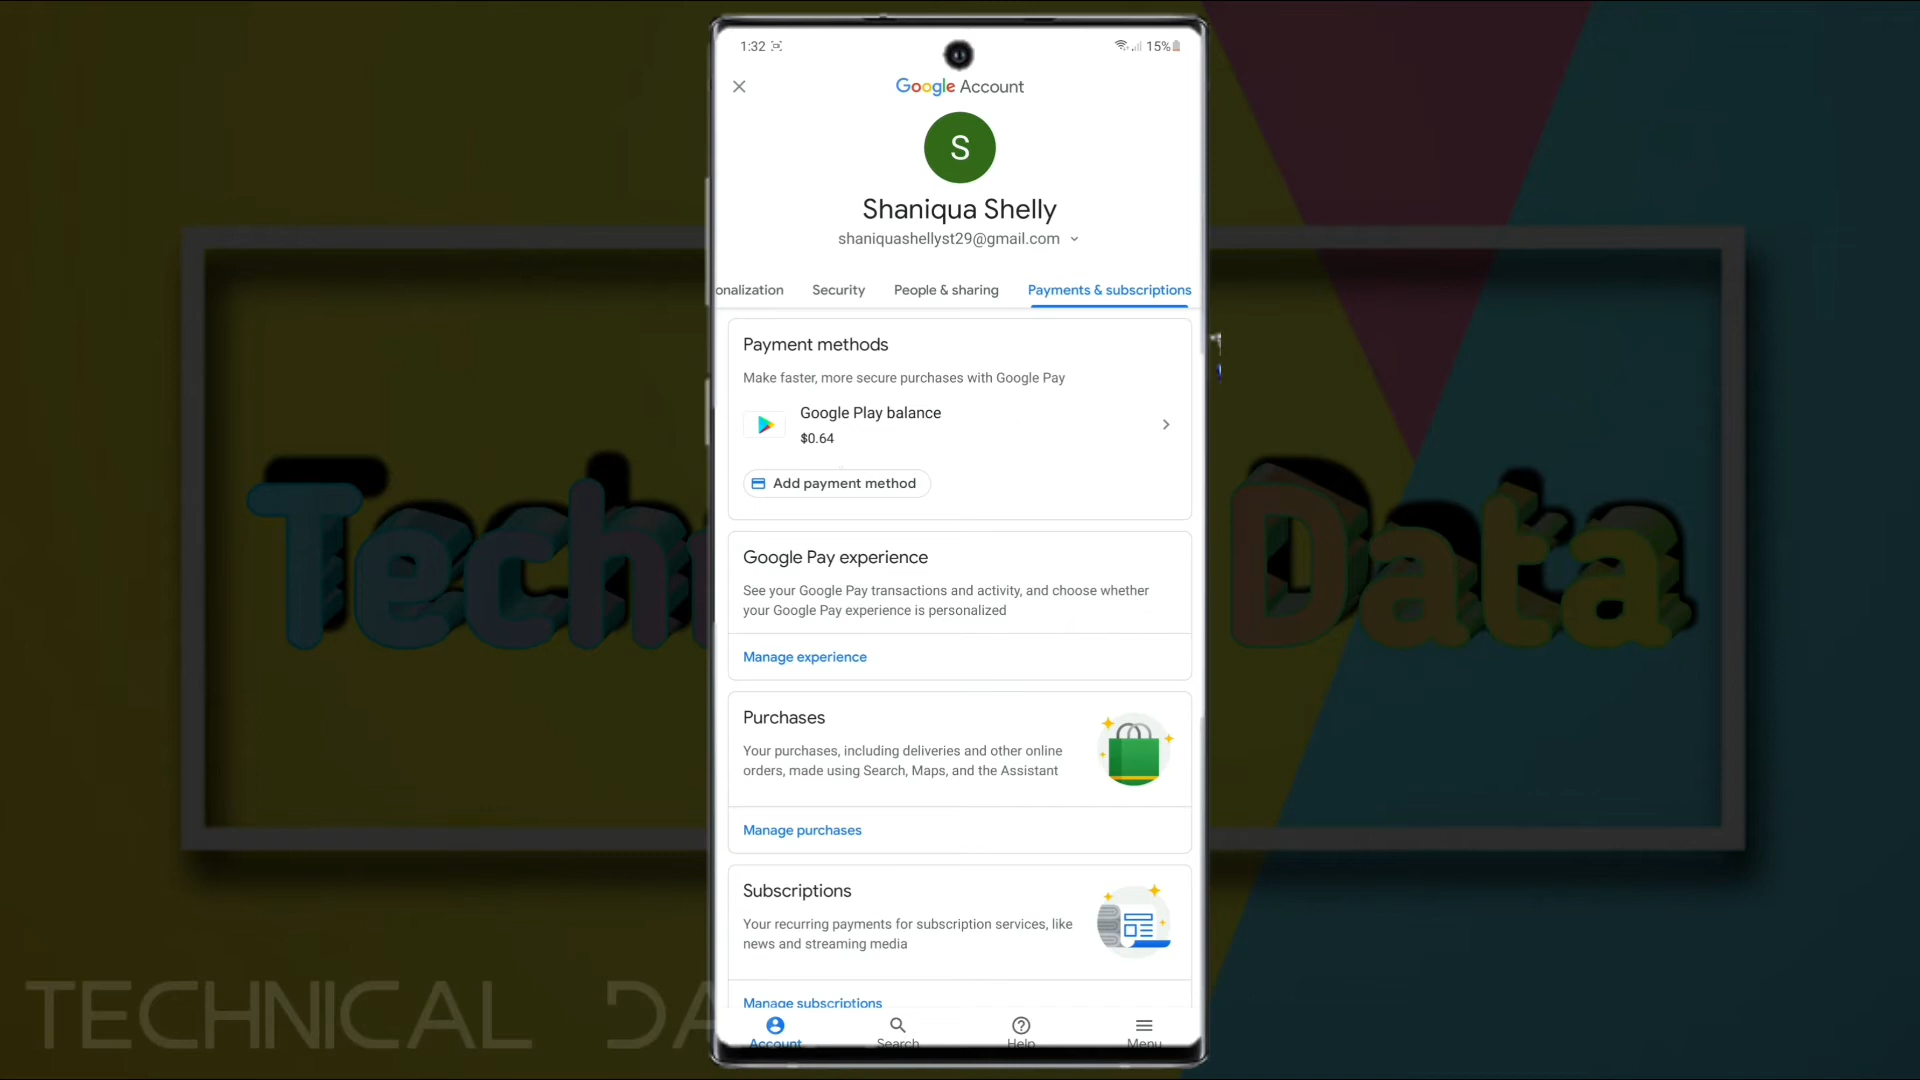 1:32
15%
Google Account
S
Shaniqua Shelly
shaniquashellyst29@gmail.com
onalization Security People & sharing Payments & subscriptions
Payment methods
Make faster, more secure purchases with Google Pay
Google Play balance
$0.64
Add payment method
Google Pay experience
See your Google Pay transactions and activity, and choose whether
your Google Pay experience is personalized
Manage experience
Purchases
Your purchases, including deliveries and other online
orders, made using Search, Maps, and the Assistant
Manage purchases
Subscriptions
Your recurring payments for subscription services, like
news and streaming media
Manage subscriptions
Account Search Help Menu
Tech Data
TECHNICAL DA